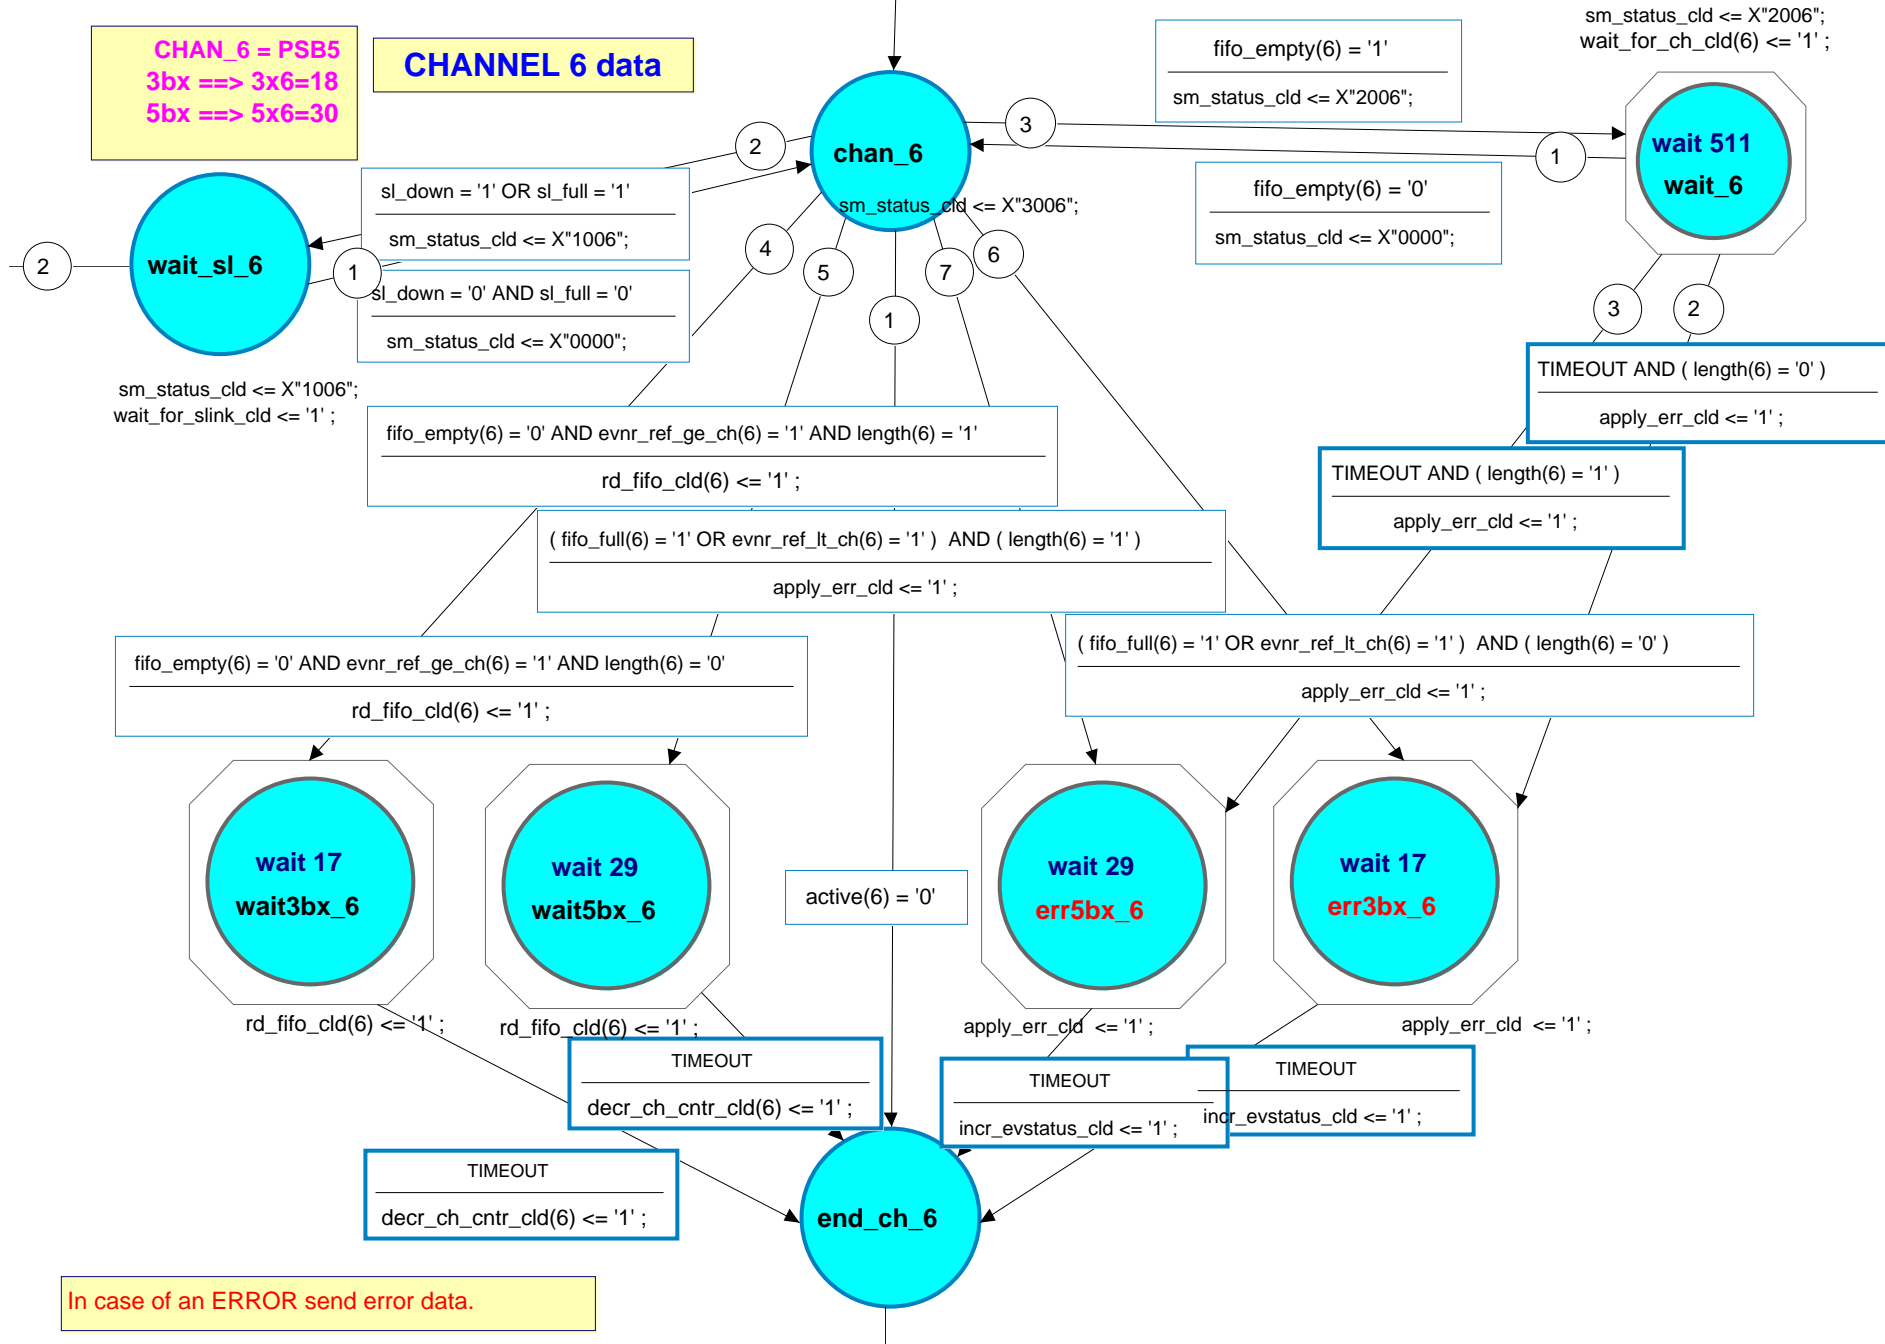 sm_status_cld <= X"2006";
wait_for_ch_cld(6) <= '1' ;
CHAN_6 = PSB5
3bx ==> 3x6=18
5bx ==> 5x6=30
CHANNEL 6 data
fifo_empty(6) = '1'
sm_status_cld <= X"2006";
3
2
1
chan_6
sm_status_cld <= X"3006";
wait 511
wait_6
fifo_empty(6) = '0'
sm_status_cld <= X"0000";
sl_down = '1' OR sl_full = '1'
sm_status_cld <= X"1006";
2
wait_sl_6
1
sl_down = '0' AND sl_full = '0'
sm_status_cld <= X"0000";
4
5
1
7
6
3
2
sm_status_cld <= X"1006";
wait_for_slink_cld <= '1' ;
TIMEOUT AND ( length(6) = '0' )
apply_err_cld <= '1' ;
fifo_empty(6) = '0' AND evnr_ref_ge_ch(6) = '1' AND length(6) = '1'
rd_fifo_cld(6) <= '1' ;
TIMEOUT AND ( length(6) = '1' )
apply_err_cld <= '1' ;
( fifo_full(6) = '1' OR evnr_ref_lt_ch(6) = '1' )  AND ( length(6) = '1' )
apply_err_cld <= '1' ;
fifo_empty(6) = '0' AND evnr_ref_ge_ch(6) = '1' AND length(6) = '0'
rd_fifo_cld(6) <= '1' ;
( fifo_full(6) = '1' OR evnr_ref_lt_ch(6) = '1' )  AND ( length(6) = '0' )
apply_err_cld <= '1' ;
wait 17
wait3bx_6
wait 29
wait5bx_6
active(6) = '0'
wait 29
err5bx_6
wait 17
err3bx_6
rd_fifo_cld(6) <= '1' ;
rd_fifo_cld(6) <= '1' ;
apply_err_cld  <= '1' ;
apply_err_cld  <= '1' ;
TIMEOUT
decr_ch_cntr_cld(6) <= '1' ;
TIMEOUT
incr_evstatus_cld <= '1' ;
TIMEOUT
incr_evstatus_cld <= '1' ;
TIMEOUT
decr_ch_cntr_cld(6) <= '1' ;
end_ch_6
In case of an ERROR send error data.